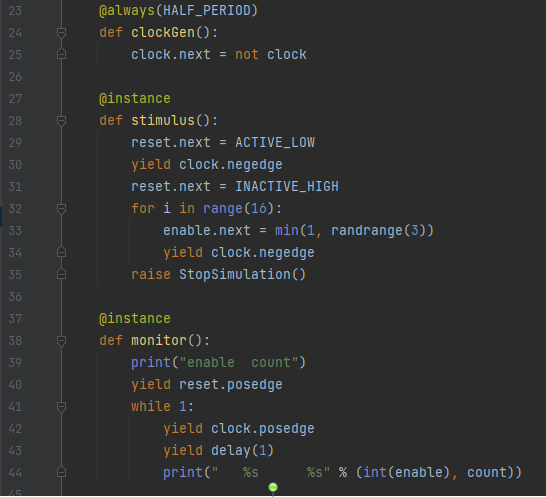 23 @always(HALF_PERIOD)
24 def clockGen():
25 clock.next = not clock
26
27 @instance
28 def stimulus():
29 reset.next = ACTIVE_LOW
30 yield clock.negedge
31 reset.next = INACTIVE_HIGH
32 for i in range(16):
33 enable.next = min(1, randrange(3))
34 yield clock.negedge
35 raise StopSimulation()
36
37 @instance
38 def monitor():
39 print("enable  count")
40 yield reset.posedge
41 while 1:
42 yield clock.posedge
43 yield delay(1)
44 print("   %s      %s" % (int(enable), count))
45